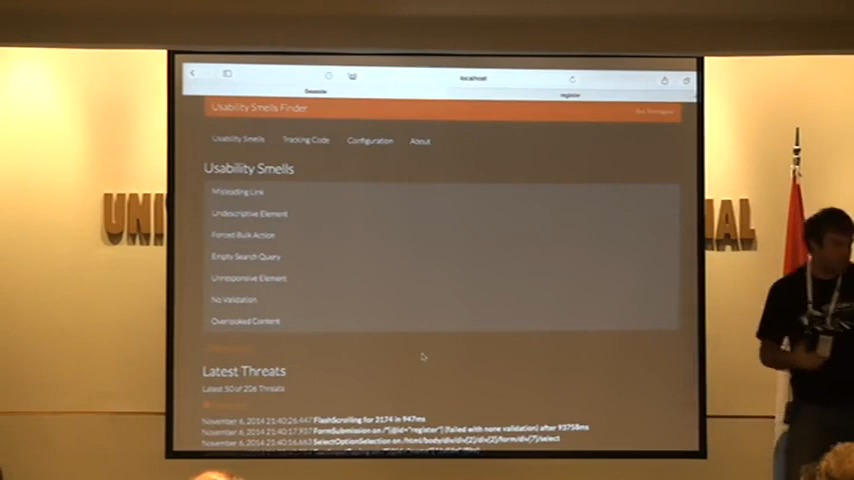 localhost
Seaside
register
Usability Smells Finder
Usability Smells
Tracking Code
Configuration
About
Usability Smells
Misleading Link
Undescriptive Element
Forced Bulk Action
Empty Search Query
Unresponsive Element
No Validation
Overlooked Content
Latest Threats
Latest 50 of 206 Threats
November 6, 2014 21:40:26.447 FlashScrolling for 2174 in 947ms
November 6, 2014 21:40:17.937 FormSubmission on /*[@id="register"] (failed with none validation) after 93758ms
November 6, 2014 21:40:16.663 SelectOptionSelection on /html/body/div/div[2]/div[2]/form/div[7]/select
UNI
AL